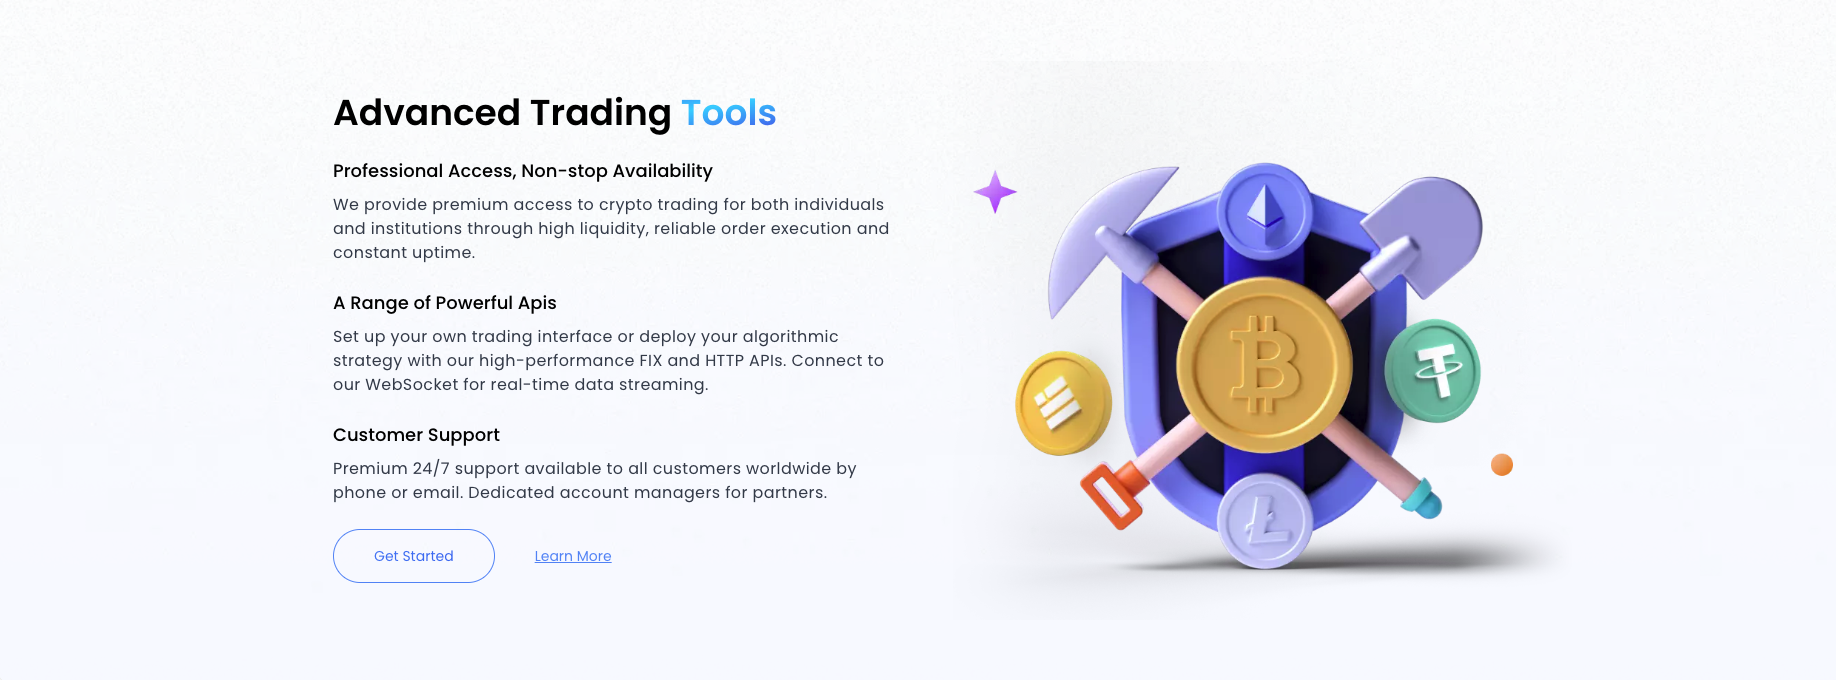 Advanced Trading Tools
Professional Access, Non-stop Availability
We provide premium access to crypto trading for both individuals
and institutions through high liquidity, reliable order execution and
constant uptime.
A Range of Powerful Apis
Set up your own trading interface or deploy your algorithmic
strategy with our high-performance FIX and HTTP APIs. Connect to
our WebSocket for real-time data streaming.
Customer Support
Premium 24/7 support available to all customers worldwide by
phone or email. Dedicated account managers for partners.
Get Started
Learn More